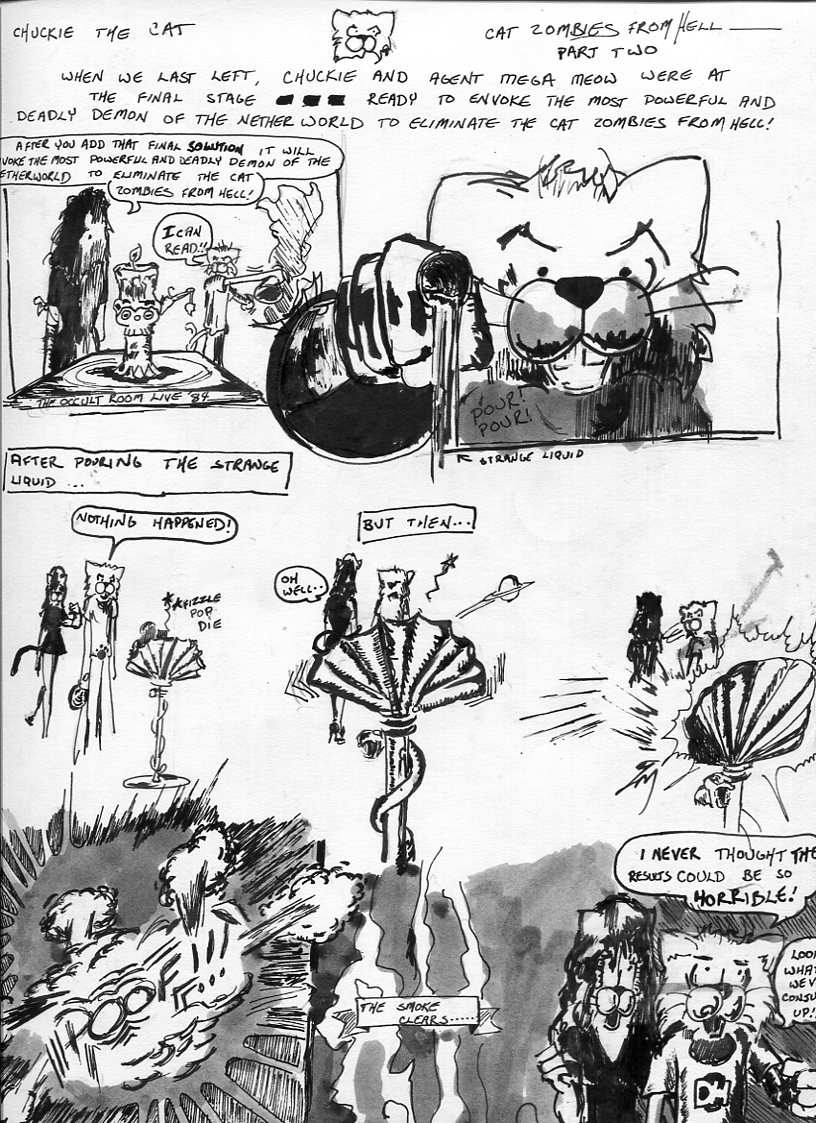 CHUCKIE THE CAT
CAT ZOMBIES FROM HELL
PART TWO
WHEN WE LAST LEFT, CHUCKIE AND AGENT MEGA MEOW WERE AT
THE FINAL STAGE READY TO ENVOKE THE MOST POWERFUL AND
DEADLY DEMON OF THE NETHERWORLD TO ELIMINATE THE CAT ZOMBIES FROM HELL!
AFTER YOU ADD THAT FINAL SOLUTION IT WILL
VOKE THE MOST POWERFUL AND DEADLY DEMON OF THE
ETHERWORLD TO ELIMINATE THE CAT
ZOMBIES FROM HELL!
I CAN
READ!!
THE OCCULT ROOM LIVE '84
POUR!
POUR!
STRANGE LIQUID
AFTER POURING THE STRANGE
LIQUID ...
NOTHING HAPPENED!
FIZZLE
POP
DIE
BUT THEN...
OH
WELL..
POOF!!!
THE SMOKE
CLEARS.....
I NEVER THOUGHT THE
RESULTS COULD BE SO
HORRIBLE!
LOOK
WHAT
WE'VE
CONJU
UP!!
DH